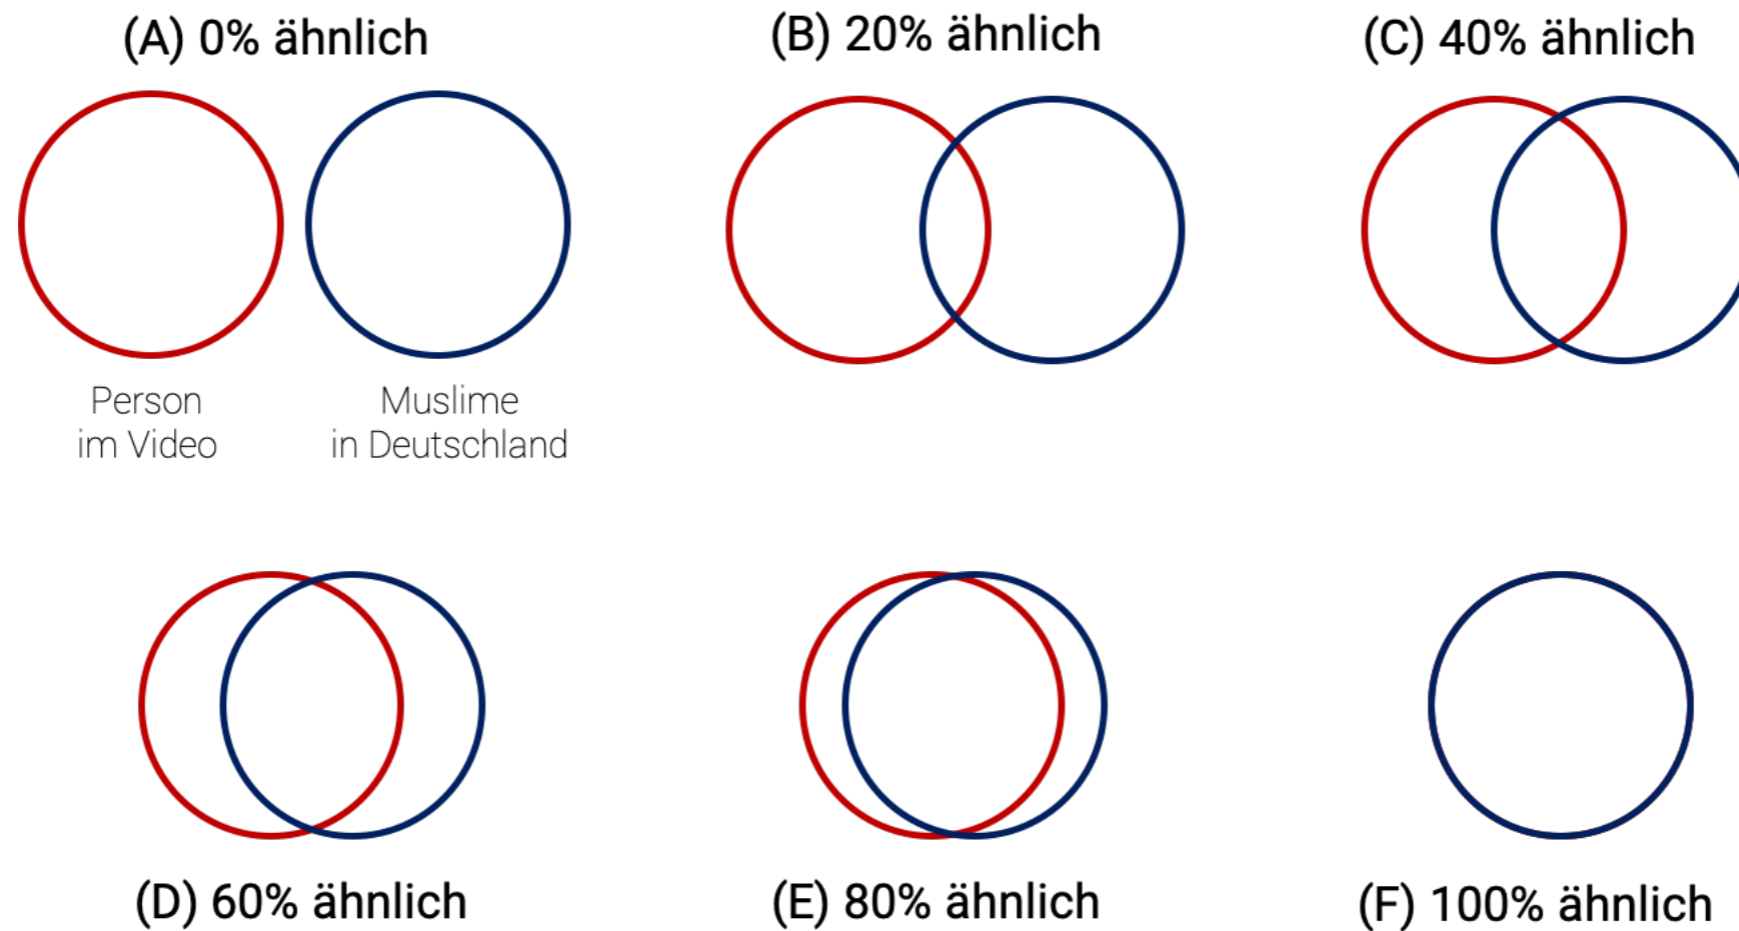 (A) 0% ähnlich
(B) 20% ähnlich
(C) 40% ähnlich
Person
im Video
Muslime
in Deutschland
(D) 60% ähnlich
(E) 80% ähnlich
(F) 100% ähnlich